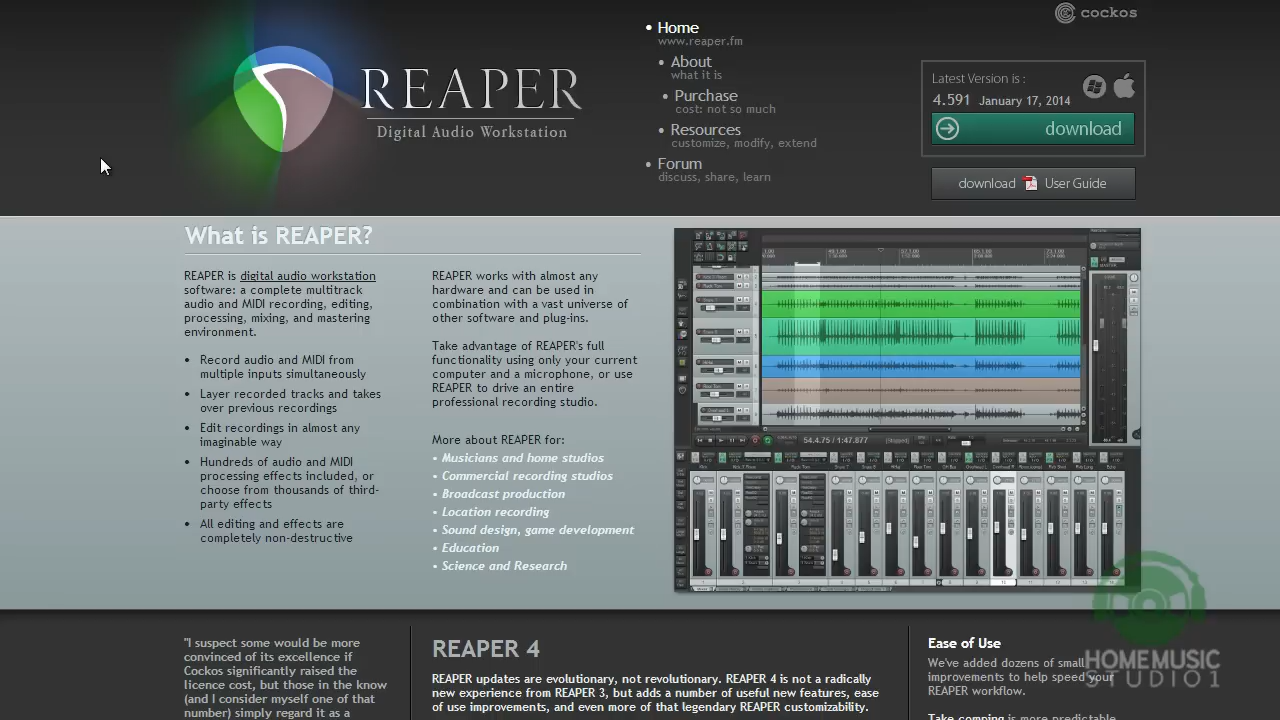 cockos
REAPER
Digital Audio Workstation
Home
www.reaper.fm
About
what it is
Purchase
cost: not so much
Resources
customize, modify, extend
Forum
discuss, share, learn
Latest Version is :
4.591 January 17, 2014
download
download User Guide
What is REAPER?
REAPER is digital audio workstation
software: a complete multitrack
audio and MIDI recording, editing,
processing, mixing, and mastering
environment.
Record audio and MIDI from
multiple inputs simultaneously
Layer recorded tracks and takes
over previous recordings
Edit recordings in almost any
imaginable way
Hundreds of audio and MIDI
processing effects included, or
choose from thousands of third-
party effects
All editing and effects are
completely non-destructive
REAPER works with almost any
hardware and can be used in
combination with a vast universe of
other software and plug-ins.
Take advantage of REAPER's full
functionality using only your current
computer and a microphone, or use
REAPER to drive an entire
professional recording studio.
More about REAPER for:
Musicians and home studios
Commercial recording studios
Broadcast production
Location recording
Sound design, game development
Education
Science and Research
54.4.75 / 1:47.877
"I suspect some would be more
convinced of its excellence if
Cockos significantly raised the
licence cost, but those in the know
(and I consider myself one of that
number) simply regard it as a
REAPER 4
REAPER updates are evolutionary, not revolutionary. REAPER 4 is not a radically
new experience from REAPER 3, but adds a number of useful new features, ease
of use improvements, and even more of that legendary REAPER customizability.
Ease of Use
We've added dozens of small
improvements to help speed your
REAPER workflow.
Take comping is more predictable
HOMEMUSIC
STUDIO1